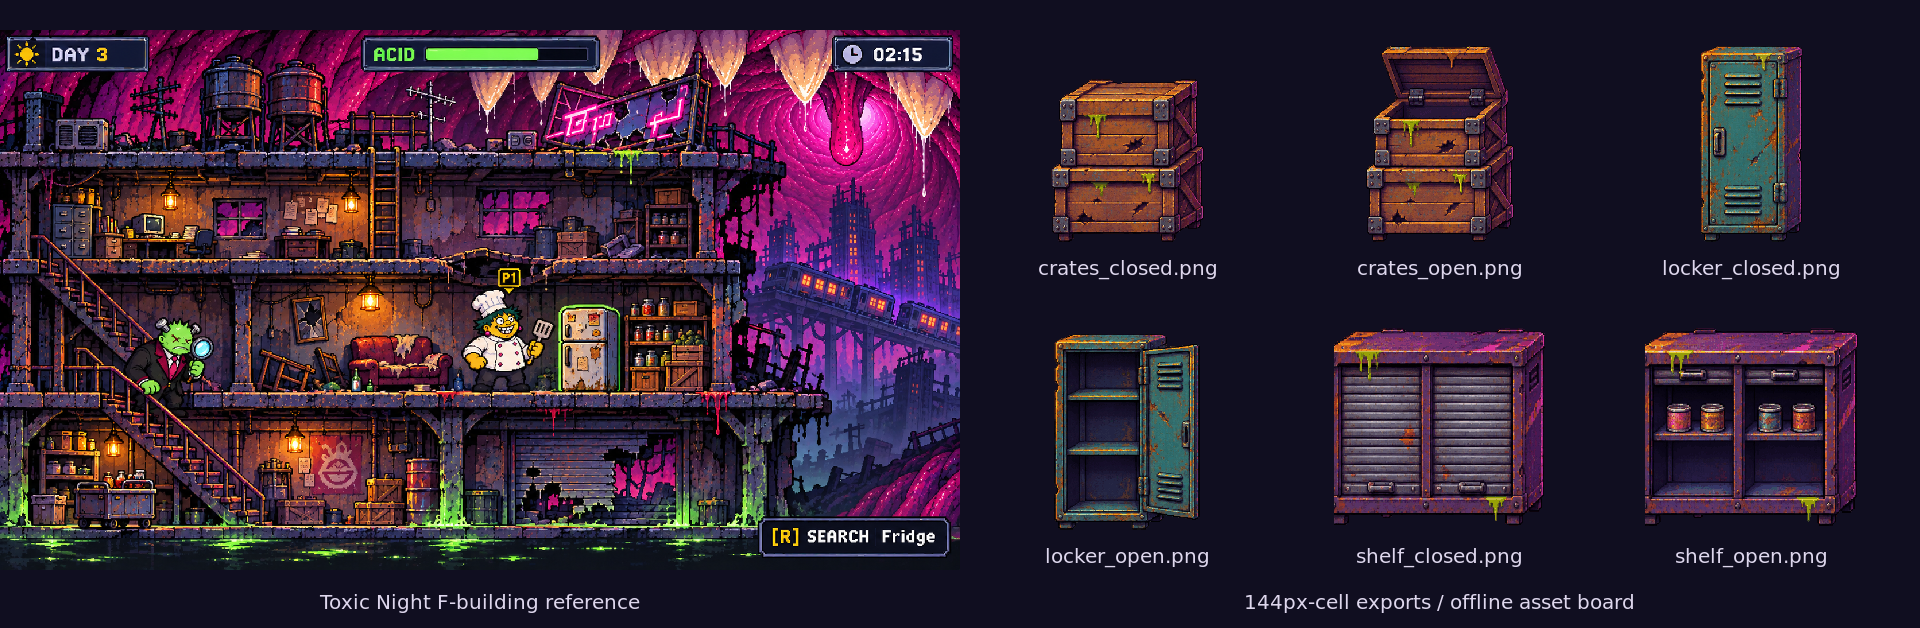 DAY 3
ACID
02:15
P1
[R] SEARCH Fridge
Toxic Night F-building reference
crates_closed.png
crates_open.png
locker_closed.png
locker_open.png
shelf_closed.png
shelf_open.png
144px-cell exports / offline asset board